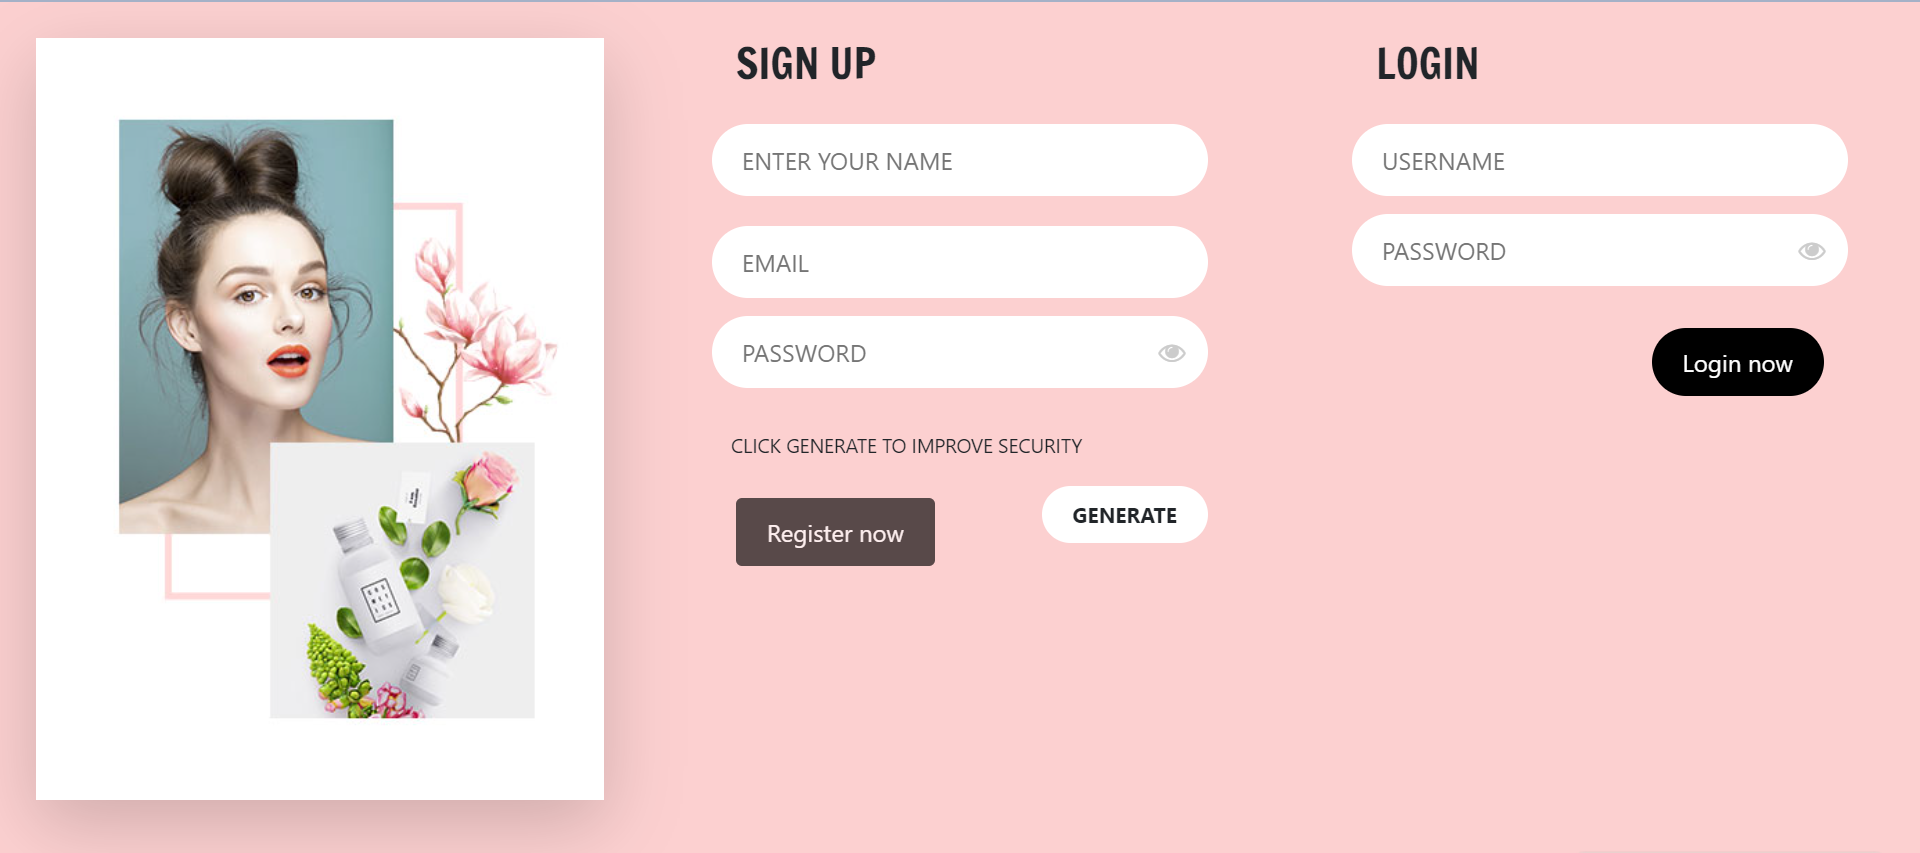 SIGN UP
ENTER YOUR NAME
EMAIL
PASSWORD
CLICK GENERATE TO IMPROVE SECURITY
Register now
GENERATE
LOGIN
USERNAME
PASSWORD
Login now